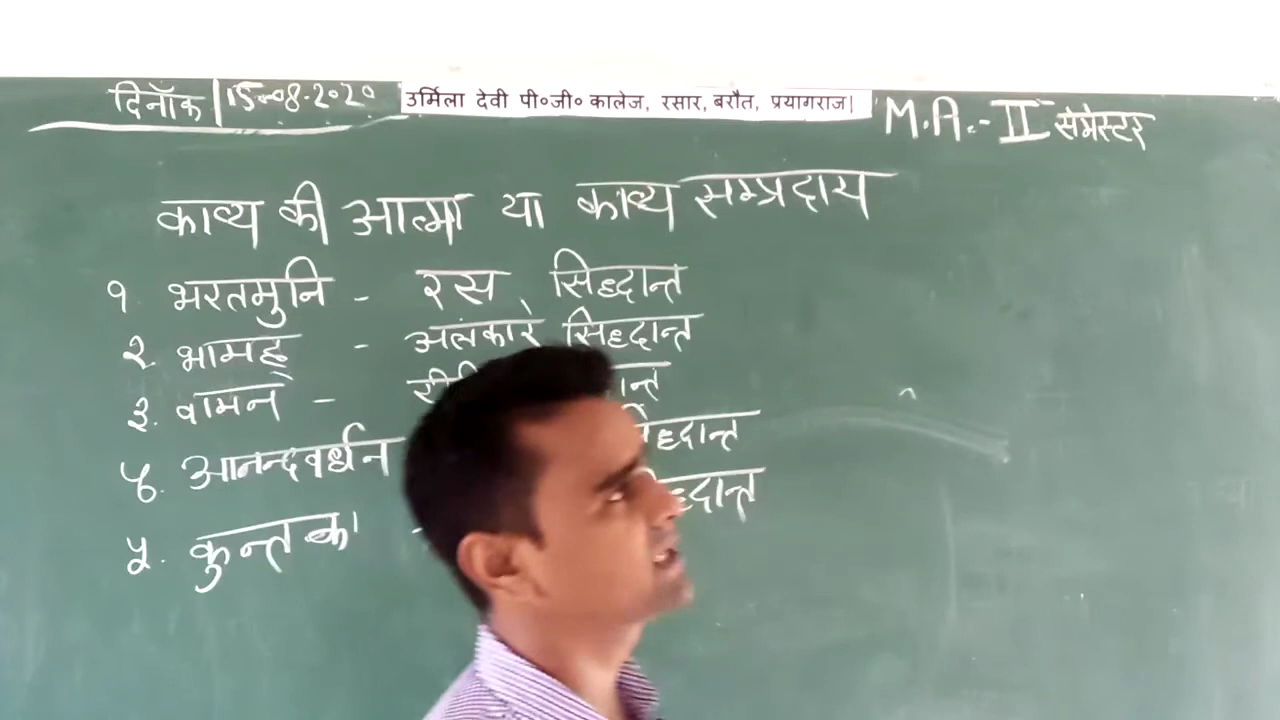 दिनॉक | 15-08-2020 उर्मिला देवी पी०जी० कालेज, रसार, बरौत, प्रयागराज। M.A.-II सेमेस्टर
काव्य की आत्मा या काव्य सम्प्रदाय
१. भरतमुनि - रस सिद्धान्त
२. भामह - अलंकार सिद्धान्त
३. वामन -
४. आनन्दवर्धन
५. कुन्तक -